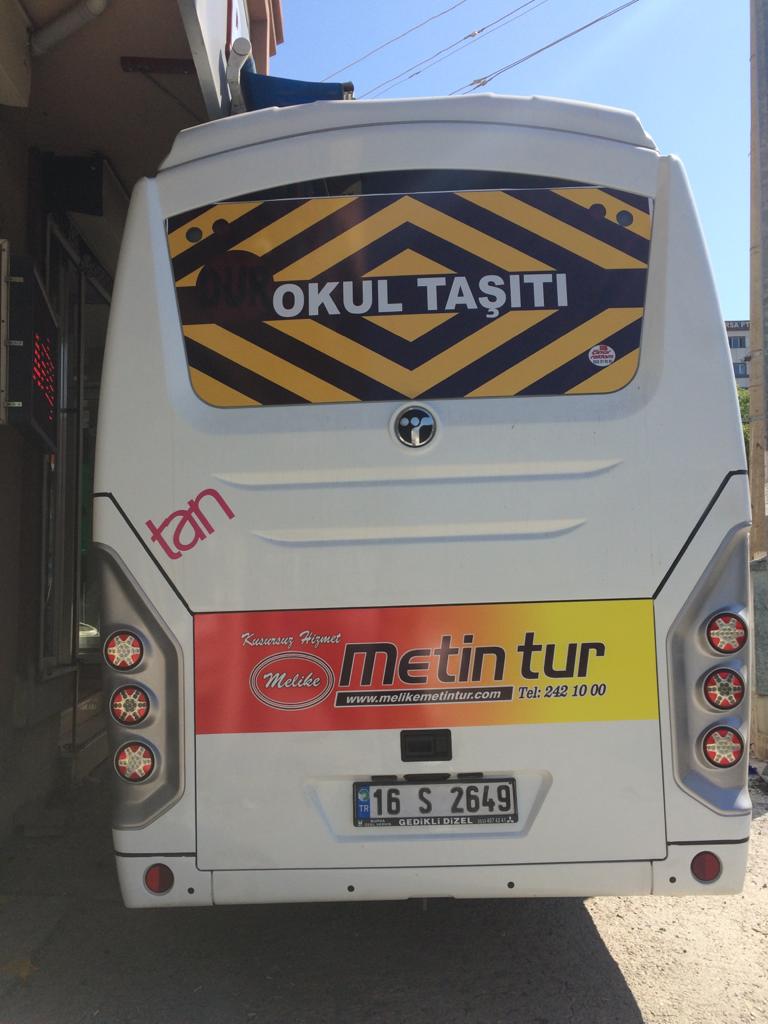 DUR
OKUL TAŞITI
tan
Kusursuz Hizmet
Melike
Metin tur
www.melikemetintur.com
Tel: 242 10 00
TR
16 S 2649
GEDİKLİ DİZEL